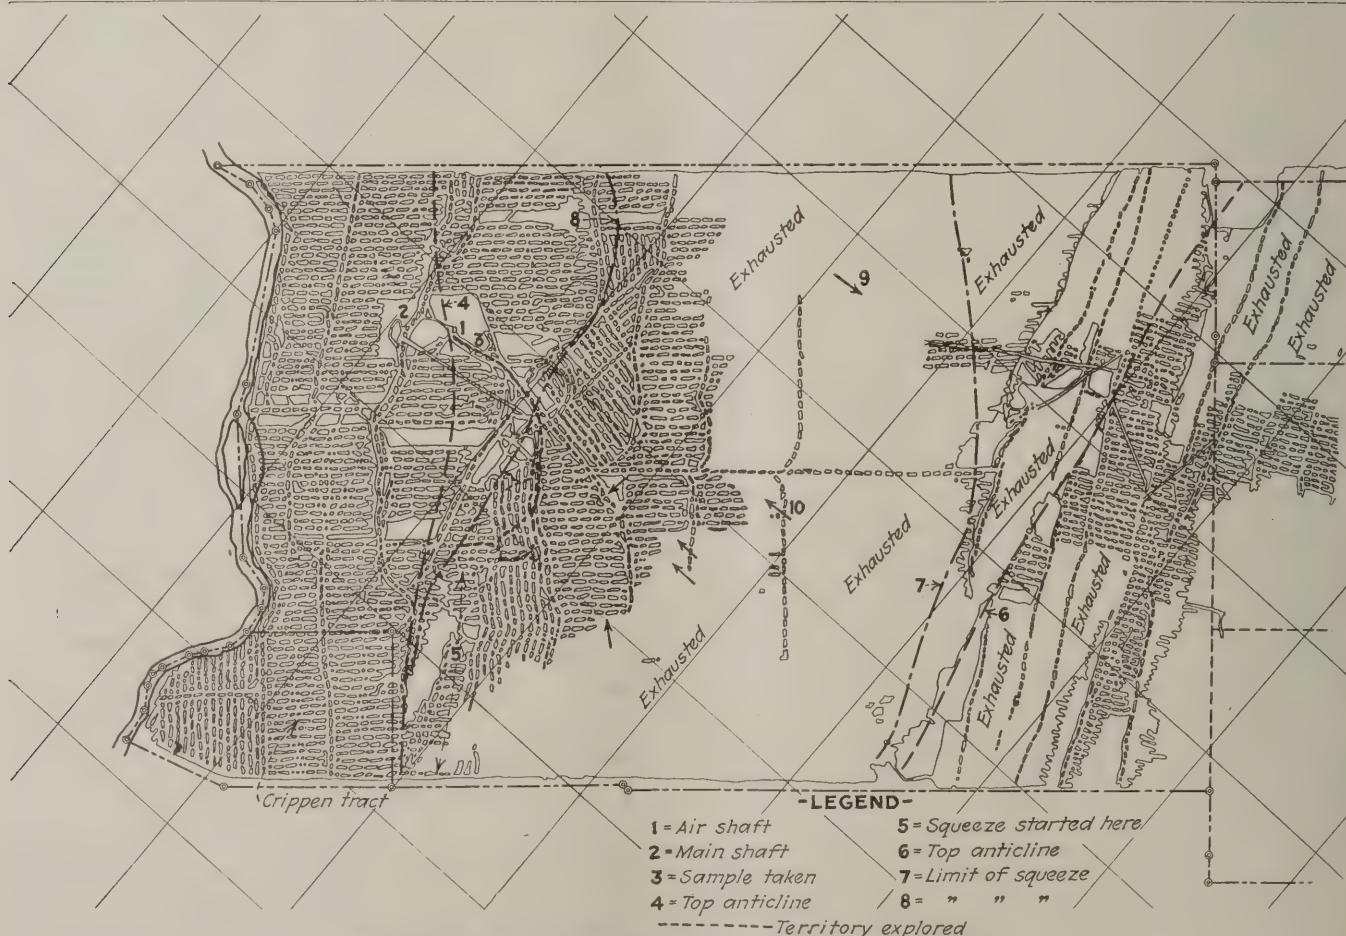 8
Exhausted
9
Exhausted
Exhausted
Exhausted
2
4
1
3
Exhausted
10
Exhausted
7
6
Exhausted
5
Exhausted
Exhausted
Crippen tract
-LEGEND-
1 = Air shaft
2 = Main shaft
3 = Sample taken
4 = Top anticline
5 = Squeeze started here
6 = Top anticline
7 = Limit of squeeze
8 = " " "
--------- Territory explored